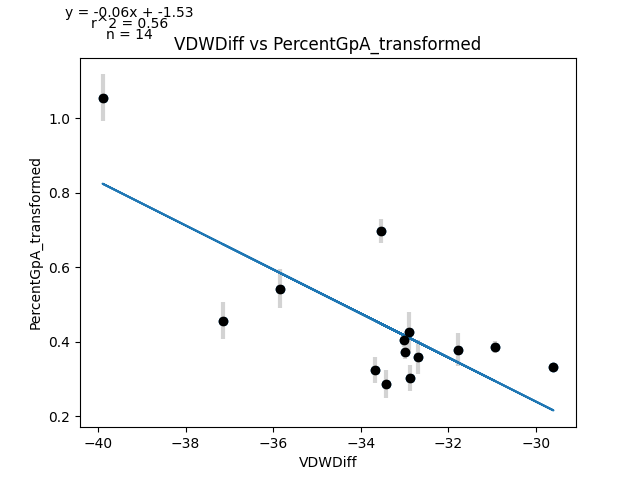 y = -0.06x + -1.53
r^2 = 0.56
n = 14
VDWDiff vs PercentGpA_transformed
PercentGpA_transformed
1.0
0.8
0.6
0.4
0.2
−40
−38
−36
−34
−32
−30
VDWDiff